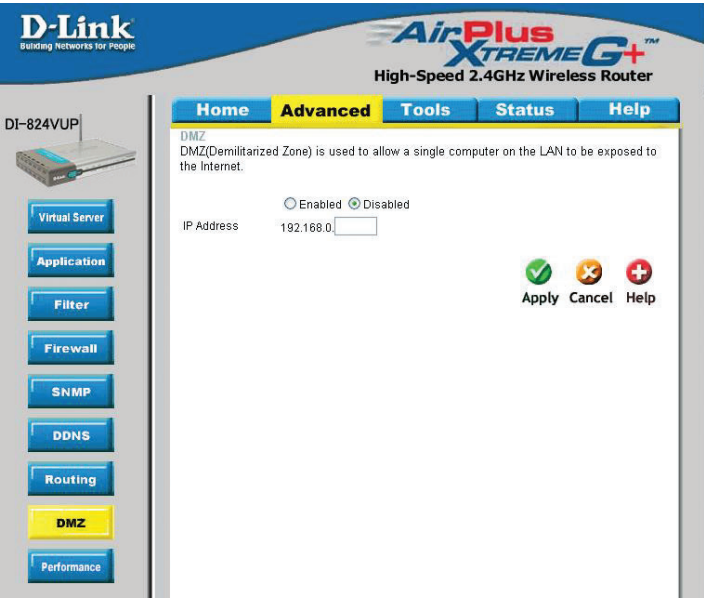 D-Link
Building Networks for People
AirPlus
XTREME G+™
High-Speed 2.4GHz Wireless Router
DI-824VUP
Home Advanced Tools Status Help
DMZ
DMZ(Demilitarized Zone) is used to allow a single computer on the LAN to be exposed to
the Internet.
Enabled Disabled
IP Address 192.168.0.
Apply Cancel Help
Virtual Server
Application
Filter
Firewall
SNMP
DDNS
Routing
DMZ
Performance